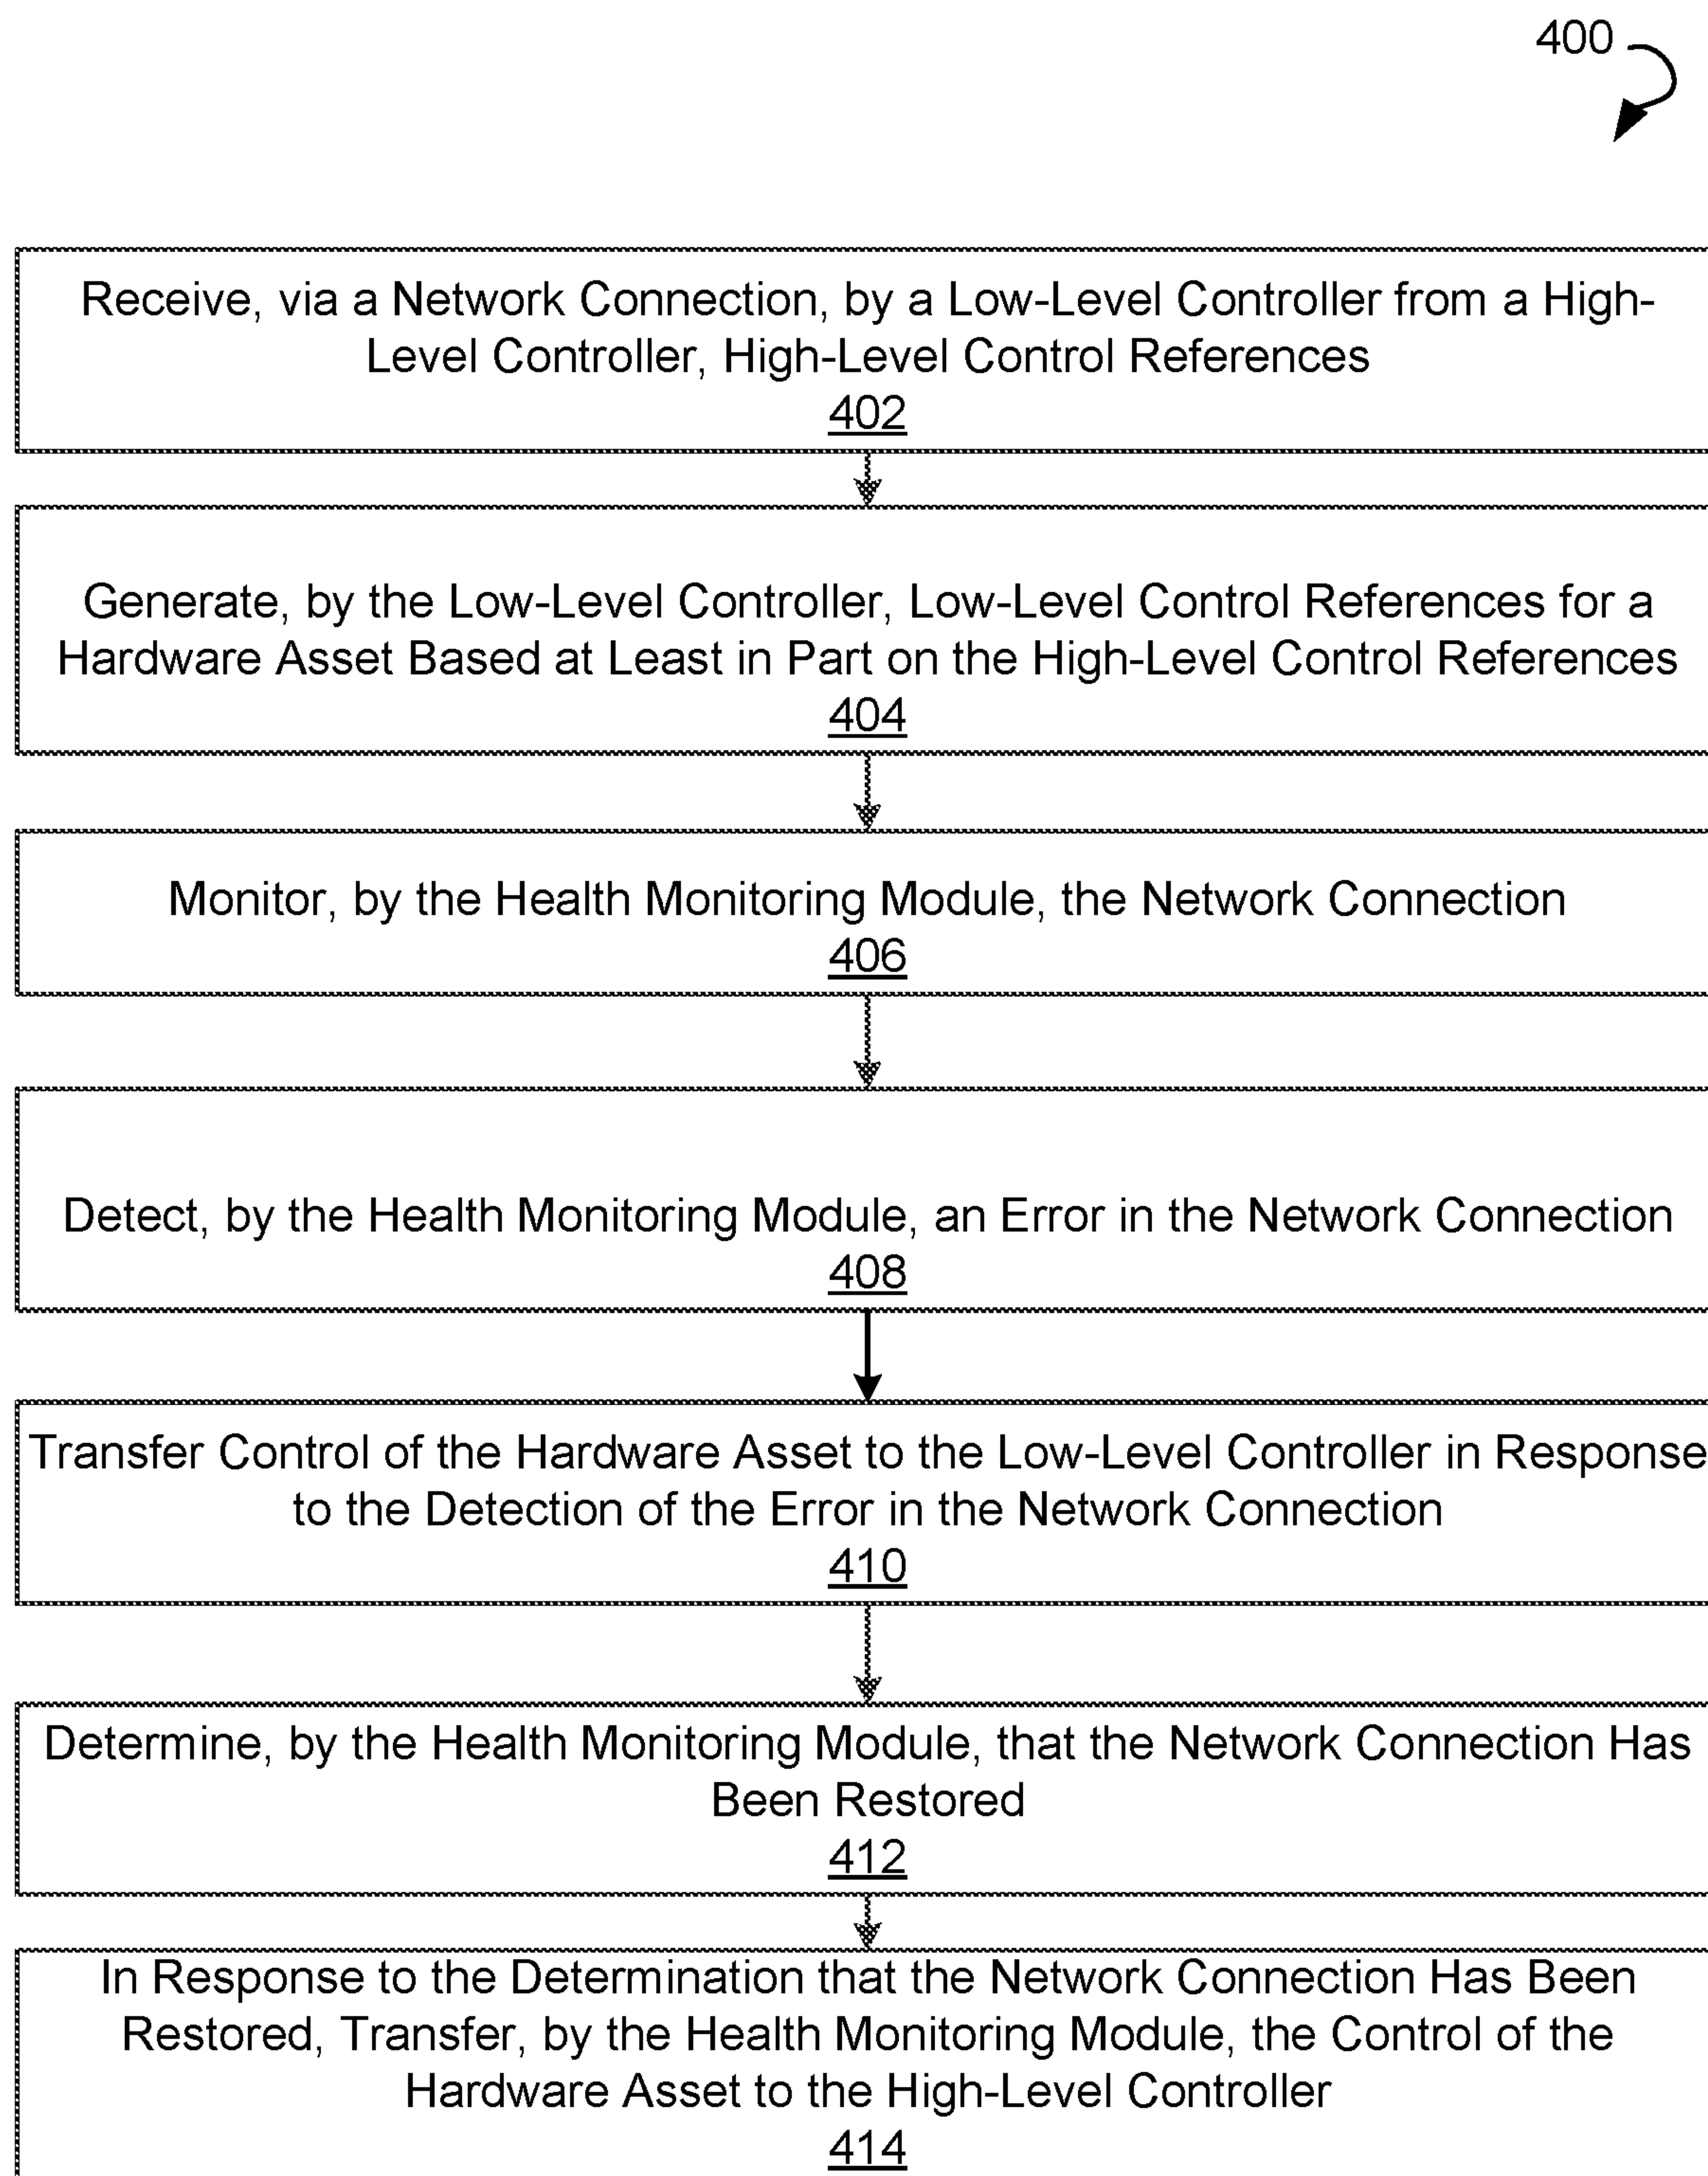 400
Receive, via a Network Connection, by a Low-Level Controller from a High-
Level Controller, High-Level Control References
402
Generate, by the Low-Level Controller, Low-Level Control References for a
Hardware Asset Based at Least in Part on the High-Level Control References
404
Monitor, by the Health Monitoring Module, the Network Connection
406
Detect, by the Health Monitoring Module, an Error in the Network Connection
408
Transfer Control of the Hardware Asset to the Low-Level Controller in Response
to the Detection of the Error in the Network Connection
410
Determine, by the Health Monitoring Module, that the Network Connection Has
Been Restored
412
In Response to the Determination that the Network Connection Has Been
Restored, Transfer, by the Health Monitoring Module, the Control of the
Hardware Asset to the High-Level Controller
414